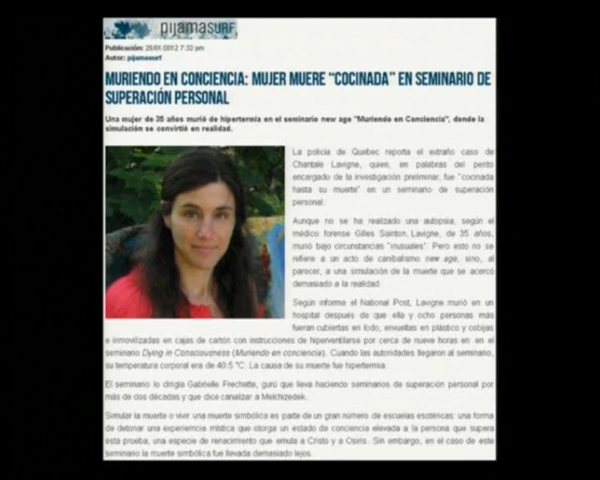 pijamasurf
Publicación: 26/01/2012 7:32 pm
Autor: pijamasurf
MURIENDO EN CONCIENCIA: MUJER MUERE "COCINADA" EN SEMINARIO DE
SUPERACIÓN PERSONAL
Una mujer de 35 años murió de hipertermia en el seminario new age "Muriendo en Conciencia", donde la
simulación se convirtió en realidad.
La policia de Quebec reporta el extraño caso de
Chantale Lavigne, quien, en palabras del perito
encargado de la investigación preliminar, fue "cocinada
hasta su muerte" en un seminario de superación
personal.
Aunque no se ha realizado una autopsia, según el
médico forense Gilles Sainton, Lavigne, de 35 años,
murió bajo circunstancias "inusuales". Pero esto no se
refiere a un acto de canibalismo new age, sino, al
parecer, a una simulación de la muerte que se acercó
demasiado a la realidad.
Según informa el National Post, Lavigne murió en un
hospital después de que ella y ocho personas más
fueran cubiertas en lodo, envueltas en plástico y cobijas
e inmovilizadas en cajas de cartón con instrucciones de hiperventilarse por cerca de nueve horas en en el
seminario Dying in Consciousness (Muriendo en conciencia). Cuando las autoridades llegaron al seminario,
su temperatura corporal era de 40.5 °C. La causa de su muerte fue hipertermia.
El seminario lo dirigía Gabrielle Frechette, gurú que lleva haciendo seminarios de superación personal por
más de dos décadas y que dice canalizar a Melchizedek.
Simular la muerte o vivir una muerte simbólica es parte de un gran número de escuelas esotéricas: una forma
de detonar una experiencia mística que otorga un estado de conciencia elevada a la persona que supera
esta prueba, una especie de renacimiento que emula a Cristo y a Osiris. Sin embargo, en el caso de este
seminario la muerte simbólica fue llevada demasiado lejos.